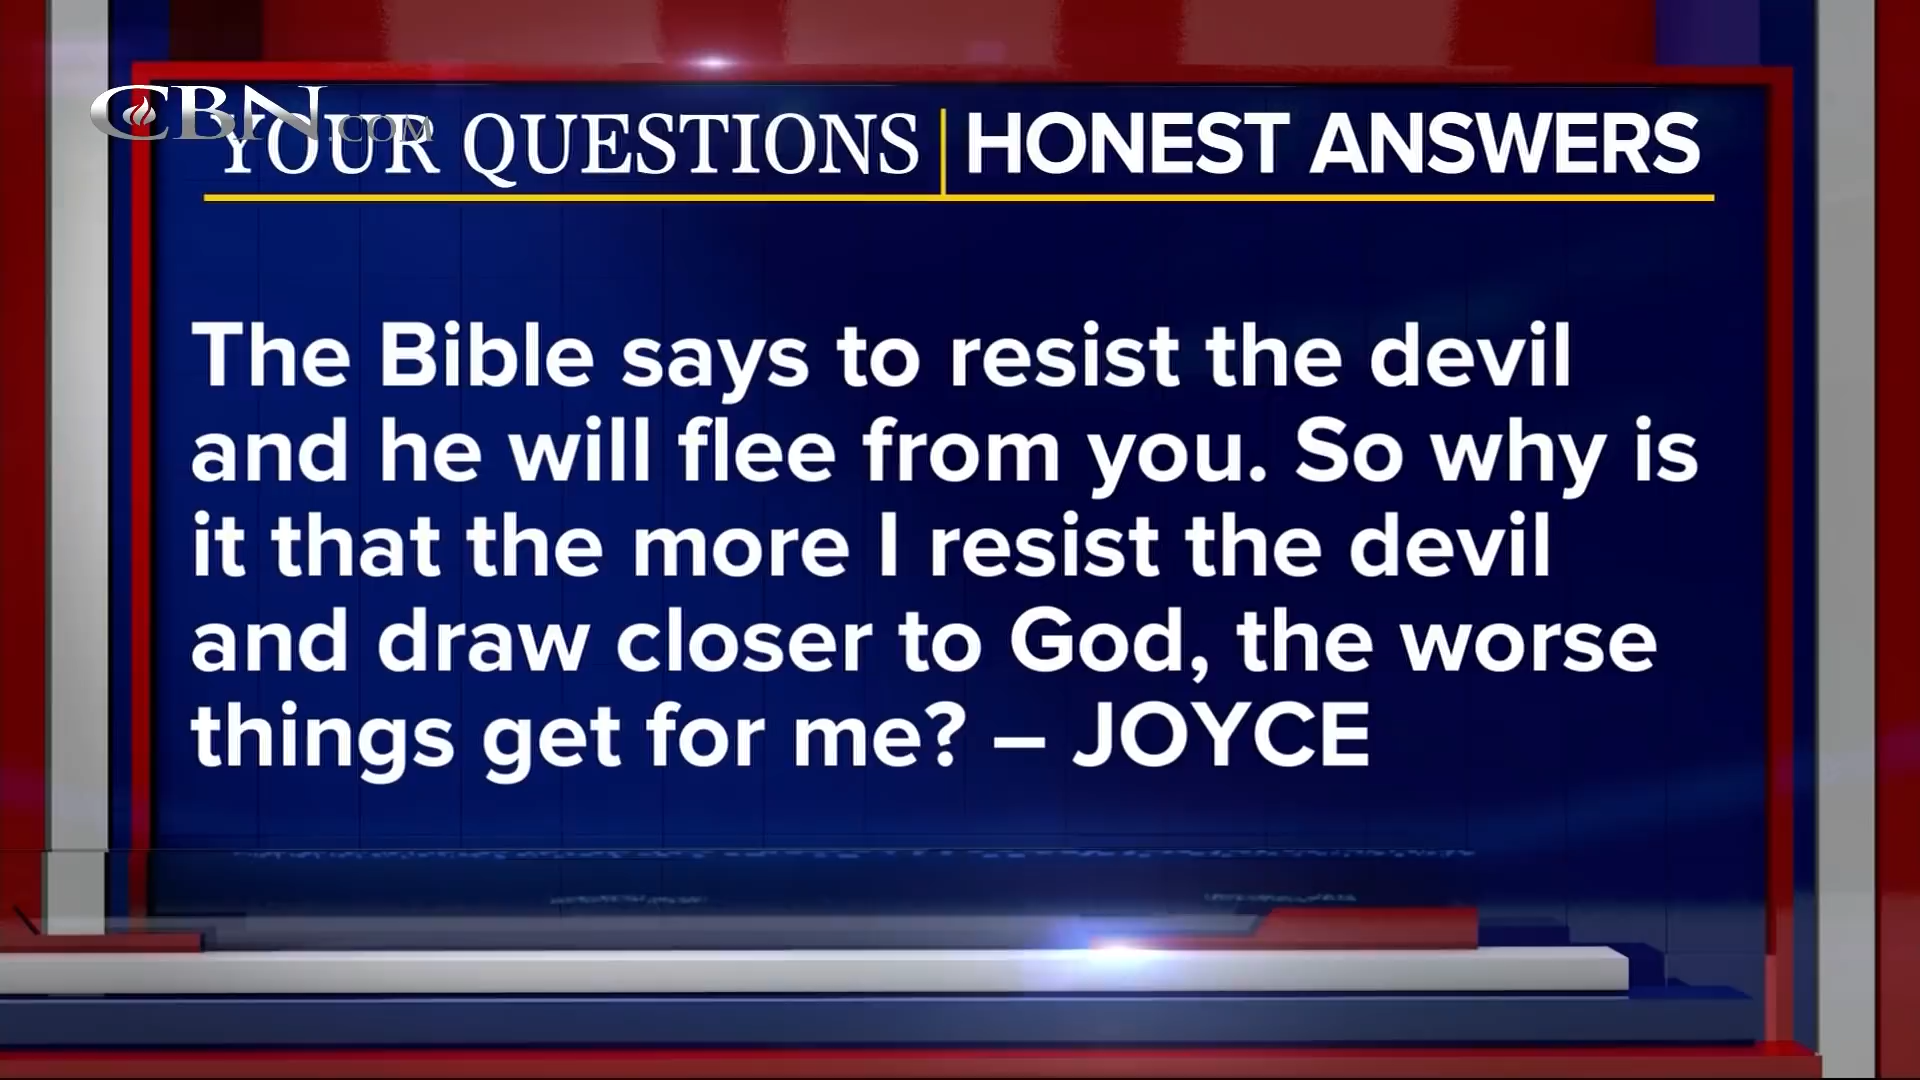 CBN.COM
YOUR QUESTIONS HONEST ANSWERS
The Bible says to resist the devil
and he will flee from you. So why is
it that the more I resist the devil
and draw closer to God, the worse
things get for me? – JOYCE